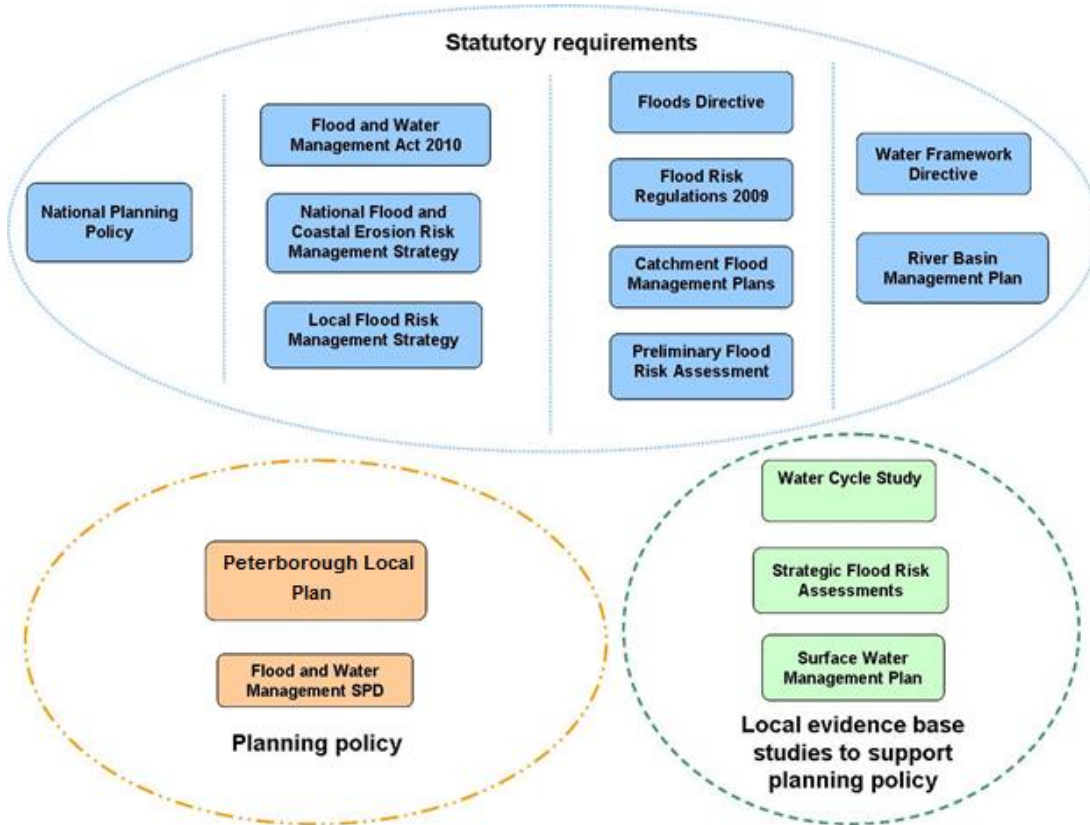 Statutory requirements
National Planning
Policy
Flood and Water
Management Act 2010
National Flood and
Coastal Erosion Risk
Management Strategy
Local Flood Risk
Management Strategy
Floods Directive
Flood Risk
Regulations 2009
Catchment Flood
Management Plans
Preliminary Flood
Risk Assessment
Water Framework
Directive
River Basin
Management Plan
Peterborough Local
Plan
Flood and Water
Management SPD
Planning policy
Water Cycle Study
Strategic Flood Risk
Assessments
Surface Water
Management Plan
Local evidence base
studies to support
planning policy